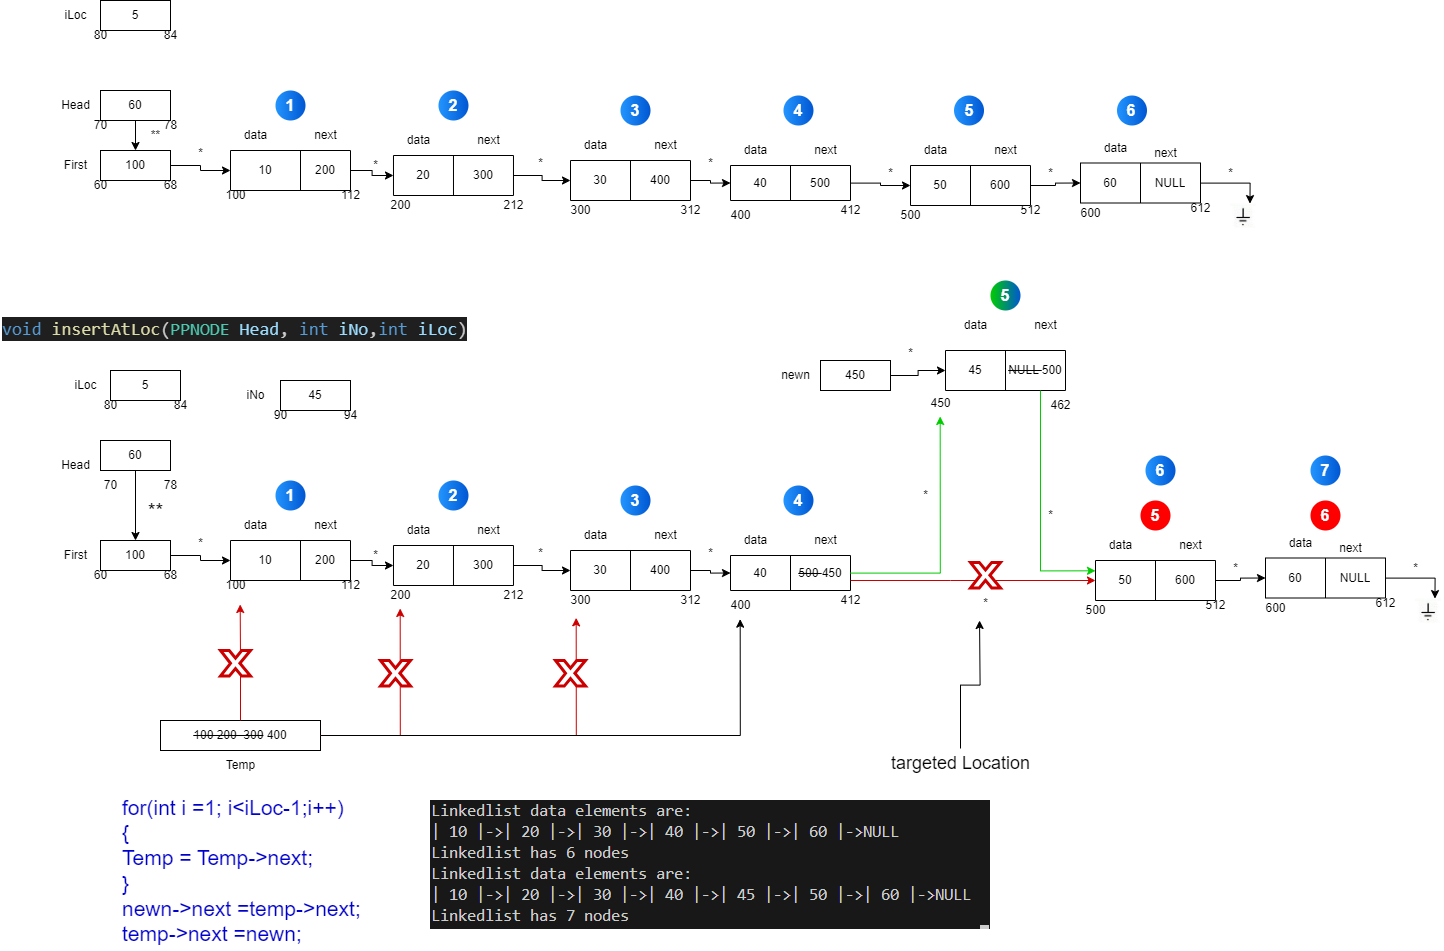 iLoc
5
80 84
Head
60
70 78
**
First
100
60 68
*
1
data next
10 200
100 112
*
2
data next
20 300
200 212
*
3
data next
30 400
300 312
*
4
data next
40 500
400 412
*
5
data next
50 600
500 512
*
6
data next
60 NULL
600 612
*
void insertAtLoc(PPNODE Head, int iNo,int iLoc)
5
data next
newn
450
*
45 NULL 500
450 462
iLoc
5
80 84
iNo
45
90 94
Head
60
70 78
**
First
100
60 68
*
1
data next
10 200
100 112
*
2
data next
20 300
200 212
*
3
data next
30 400
300 312
*
4
data next
40 500 450
400 412
*
*
X
*
6
5
data next
50 600
500 512
*
7
6
data next
60 NULL
600 612
*
X X X
100 200 300 400
Temp
targeted Location
for(int i =1; i<iLoc-1;i++)
{
Temp = Temp->next;
}
newn->next =temp->next;
temp->next =newn;
Linkedlist data elements are:
| 10 |->| 20 |->| 30 |->| 40 |->| 50 |->| 60 |->NULL
Linkedlist has 6 nodes
Linkedlist data elements are:
| 10 |->| 20 |->| 30 |->| 40 |->| 45 |->| 50 |->| 60 |->NULL
Linkedlist has 7 nodes